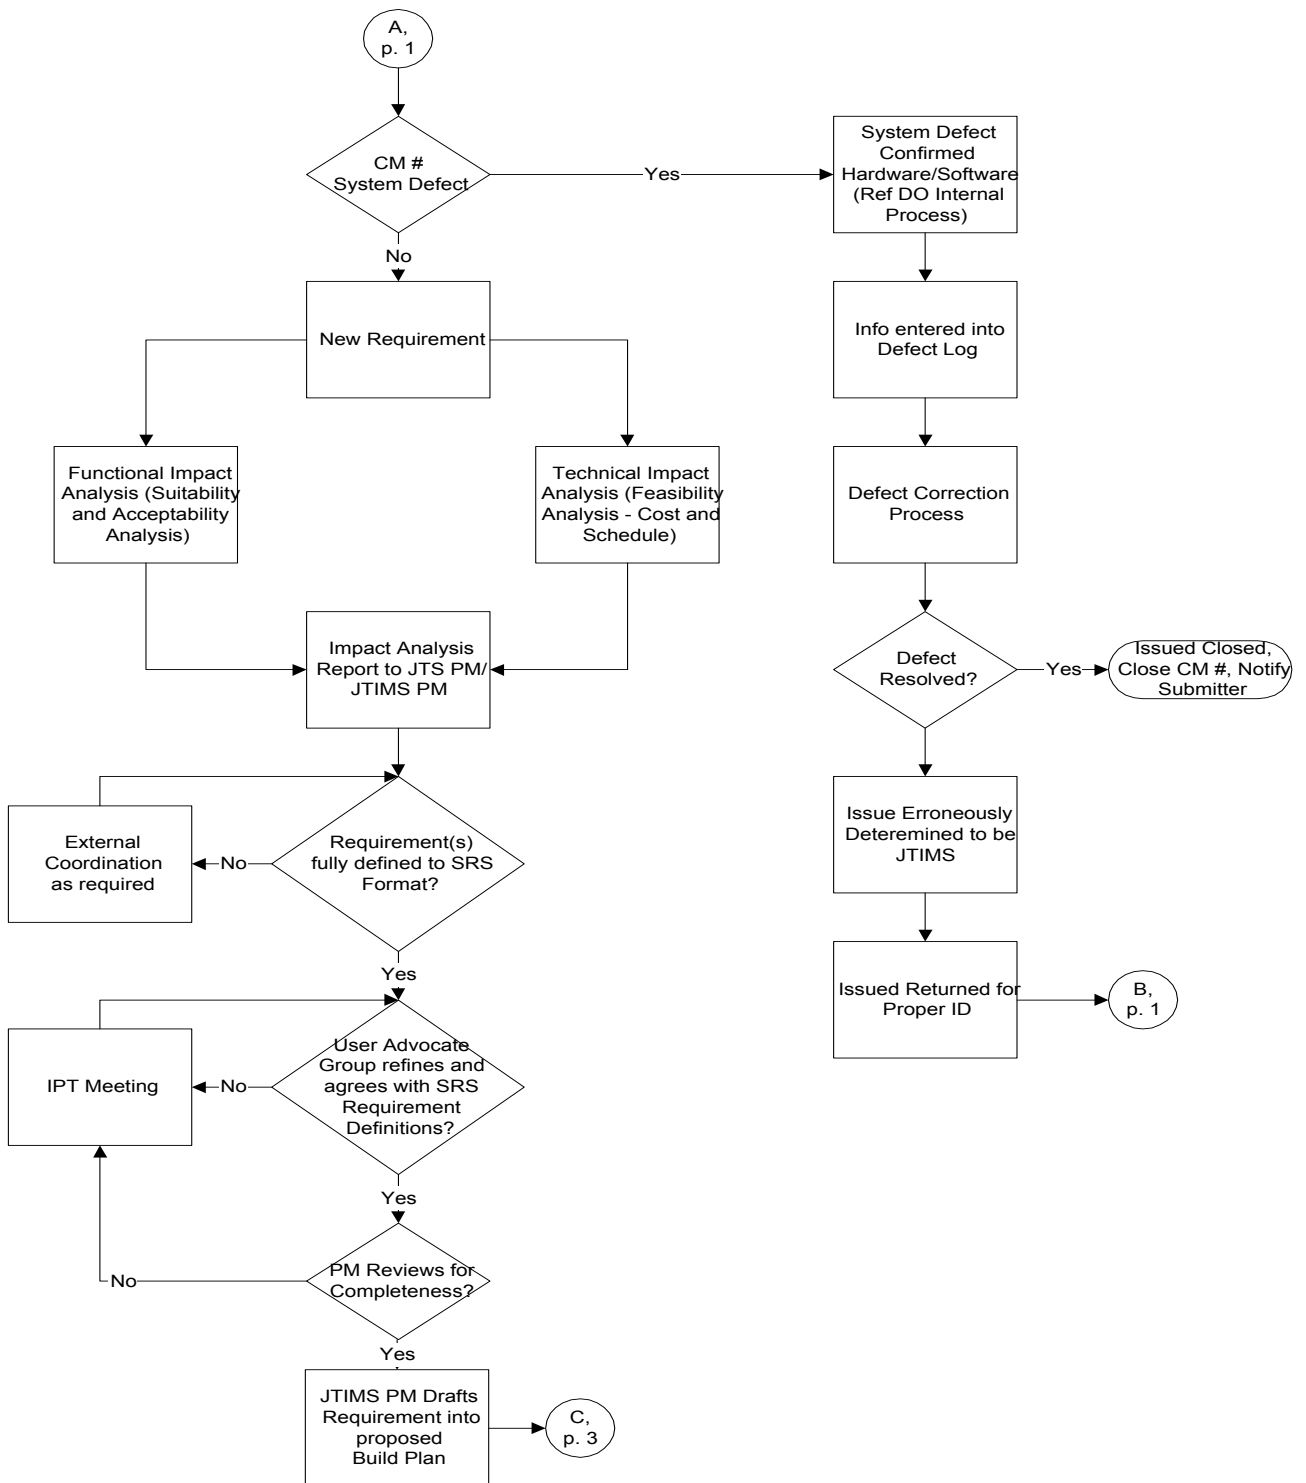 A,
p. 1
CM #
System Defect
Yes
System Defect
Confirmed
Hardware/Software
(Ref DO Internal
Process)
No
New Requirement
Info entered into
Defect Log
Functional Impact
Analysis (Suitability
and Acceptability
Analysis)
Technical Impact
Analysis (Feasibility
Analysis - Cost and
Schedule)
Defect Correction
Process
Impact Analysis
Report to JTS PM/
JTIMS PM
Defect
Resolved?
Yes
Issued Closed,
Close CM #, Notify
Submitter
External
Coordination
as required
No
Requirement(s)
fully defined to SRS
Format?
Issue Erroneously
Deteremined to be
JTIMS
Yes
Issued Returned for
Proper ID
B,
p. 1
IPT Meeting
No
User Advocate
Group refines and
agrees with SRS
Requirement
Definitions?
Yes
No
PM Reviews for
Completeness?
Yes
JTIMS PM Drafts
Requirement into
proposed
Build Plan
C,
p. 3